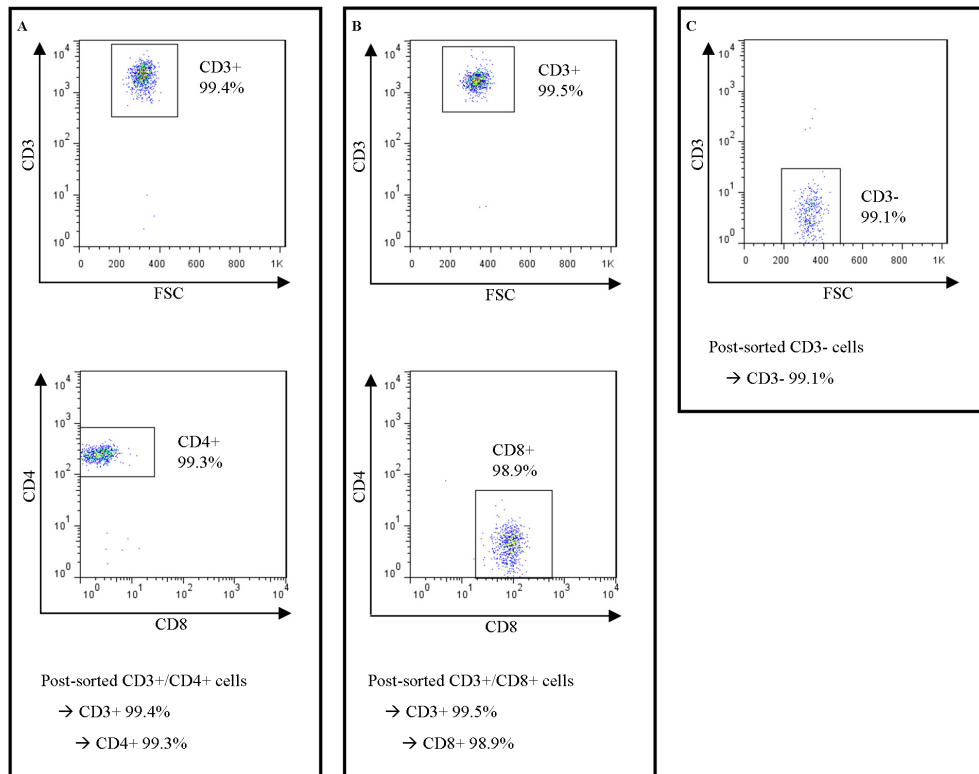 A
CD3
10^4
10^3
10^2
10^1
10^0
CD3+
99.4%
0 200 400 600 800 1K
FSC
CD4
10^4
10^3
10^2
10^1
10^0
CD4+
99.3%
10^0 10^1 10^2 10^3 10^4
CD8
Post-sorted CD3+/CD4+ cells
→ CD3+ 99.4%
→ CD4+ 99.3%
B
CD3
10^4
10^3
10^2
10^1
10^0
CD3+
99.5%
0 200 400 600 800 1K
FSC
CD4
10^4
10^3
10^2
10^1
10^0
CD8+
98.9%
10^0 10^1 10^2 10^3 10^4
CD8
Post-sorted CD3+/CD8+ cells
→ CD3+ 99.5%
→ CD8+ 98.9%
C
CD3
10^4
10^3
10^2
10^1
10^0
CD3-
99.1%
0 200 400 600 800 1K
FSC
Post-sorted CD3- cells
→ CD3- 99.1%